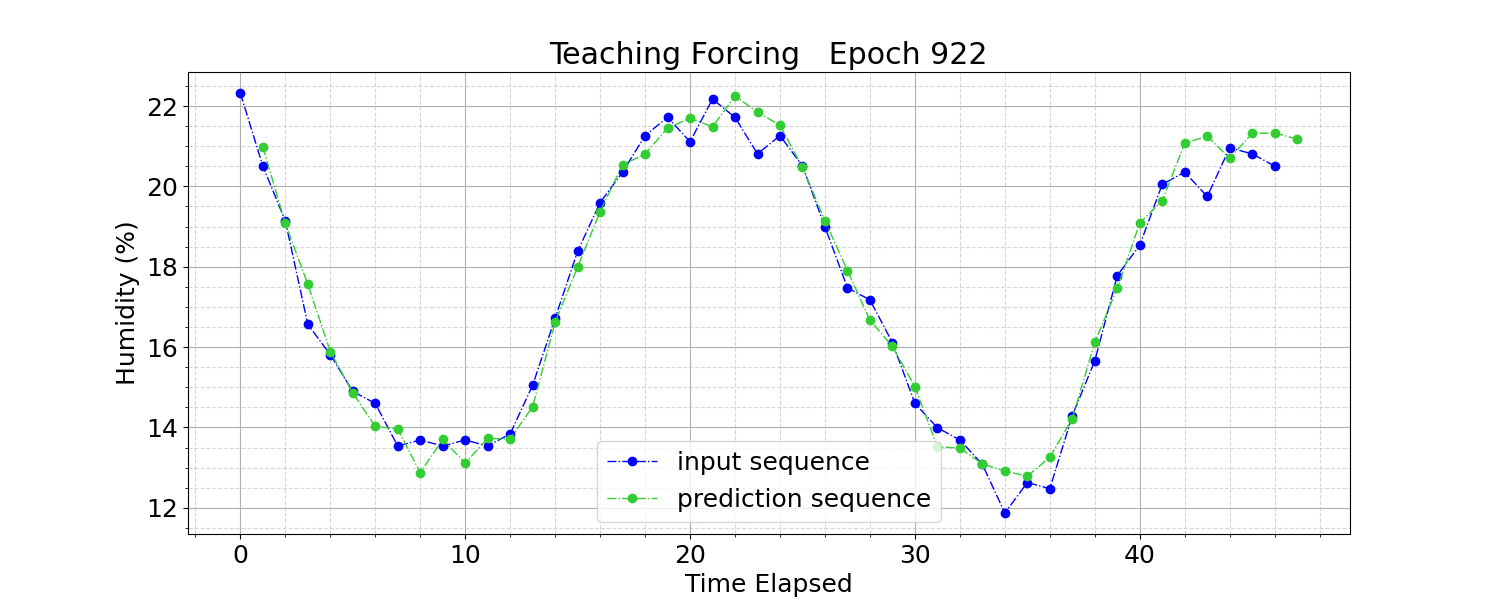 Teaching Forcing   Epoch 922
Humidity (%)
22
20
18
16
14
12
input sequence
prediction sequence
0 10 20 30 40
Time Elapsed